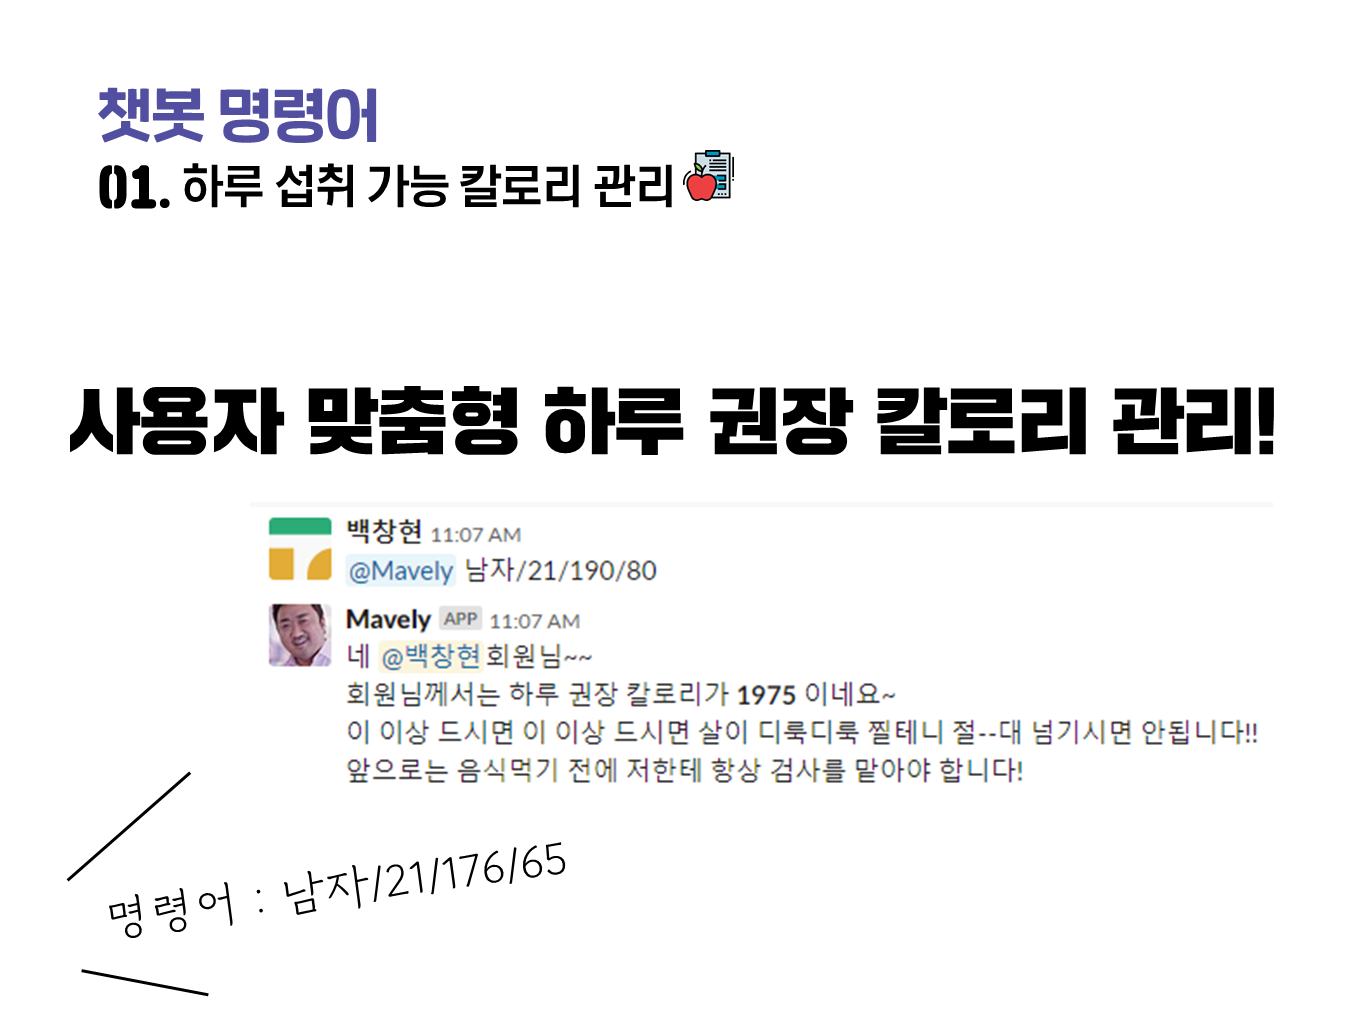 챗봇 명령어
01. 하루 섭취 가능 칼로리 관리
사용자 맞춤형 하루 권장 칼로리 관리!
백창현 11:07 AM
@Mavely 남자/21/190/80
Mavely APP 11:07 AM
네 @백창현회원님~~
회원님께서는 하루 권장 칼로리가 1975 이네요~
이 이상 드시면 이 이상 드시면 살이 디룩디룩 찔테니 절--대 넘기시면 안됩니다!!
앞으로는 음식먹기 전에 저한테 항상 검사를 맡아야 합니다!
명령어 : 남자/21/176/65